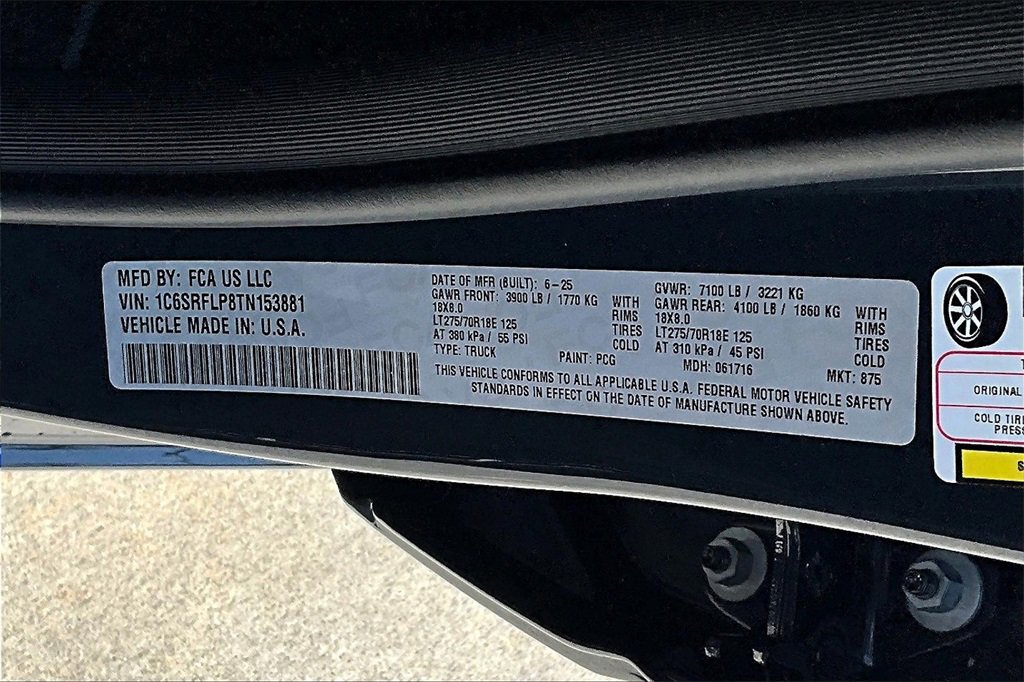 MFD BY: FCA US LLC
VIN: 1C6SRFLP8TN153881
VEHICLE MADE IN: U.S.A.
DATE OF MFR (BUILT): 6-25
GAWR FRONT: 3900 LB / 1770 KG WITH
18X8.0 RIMS
LT275/70R18E 125 TIRES
AT 380 kPa / 55 PSI COLD
TYPE: TRUCK PAINT: PCG
GVWR: 7100 LB / 3221 KG
GAWR REAR: 4100 LB / 1860 KG WITH
18X8.0 RIMS
LT275/70R18E 125 TIRES
AT 310 kPa / 45 PSI COLD
MDH: 061716 MKT: 875
THIS VEHICLE CONFORMS TO ALL APPLICABLE U.S.A. FEDERAL MOTOR VEHICLE SAFETY
STANDARDS IN EFFECT ON THE DATE OF MANUFACTURE SHOWN ABOVE.
ORIGINAL
COLD